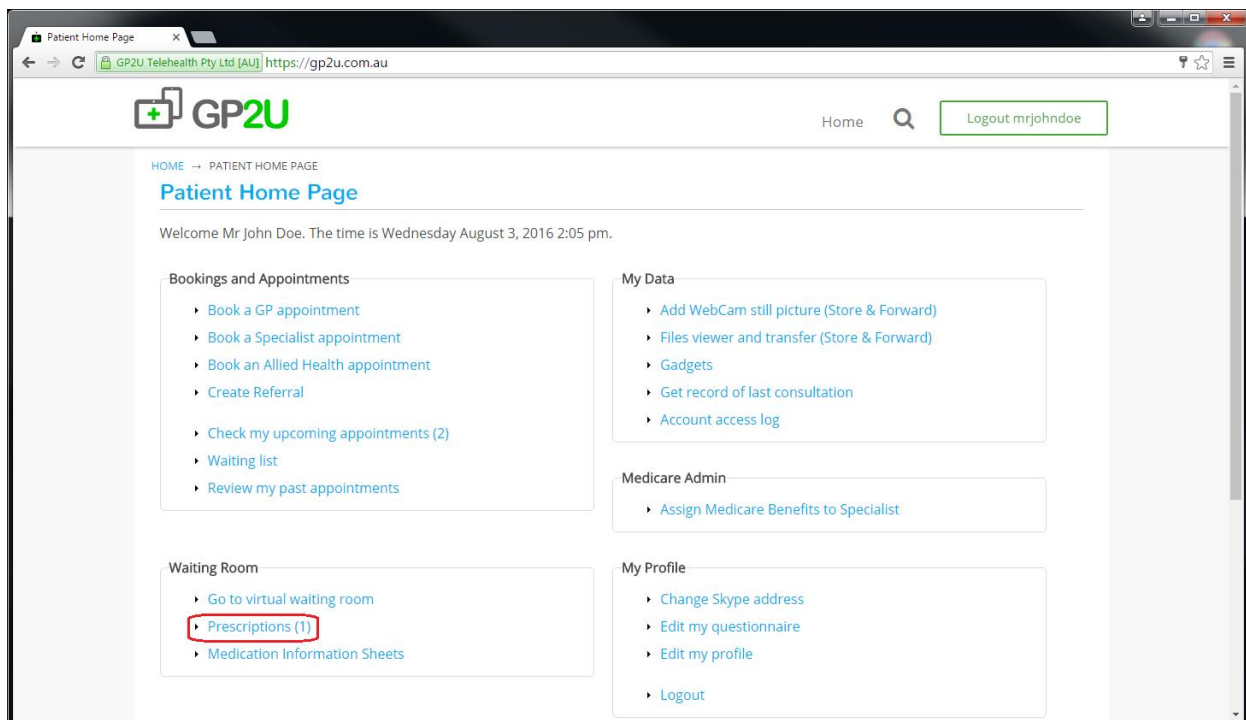 Patient Home Page
GP2U Telehealth Pty Ltd [AU] https://gp2u.com.au
GP2U
Home
Logout mrjohndoe
HOME → PATIENT HOME PAGE
Patient Home Page
Welcome Mr John Doe. The time is Wednesday August 3, 2016 2:05 pm.
Bookings and Appointments
Book a GP appointment
Book a Specialist appointment
Book an Allied Health appointment
Create Referral
Check my upcoming appointments (2)
Waiting list
Review my past appointments
My Data
Add WebCam still picture (Store & Forward)
Files viewer and transfer (Store & Forward)
Gadgets
Get record of last consultation
Account access log
Medicare Admin
Assign Medicare Benefits to Specialist
Waiting Room
Go to virtual waiting room
Prescriptions (1)
Medication Information Sheets
My Profile
Change Skype address
Edit my questionnaire
Edit my profile
Logout